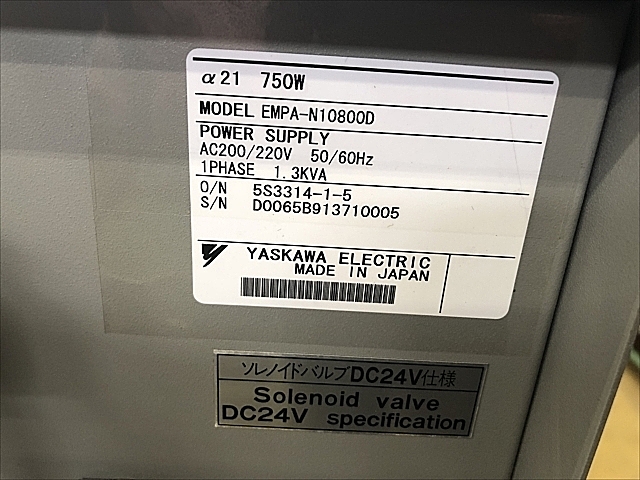 α21 750W
MODEL EMPA-N10800D
POWER SUPPLY
AC200/220V 50/60Hz
1PHASE 1.3KVA
O/N 5S3314-1-5
S/N D0065B913710005
YASKAWA ELECTRIC
MADE IN JAPAN
ソレノイドバルブDC24V仕様
Solenoid valve
DC24V specification